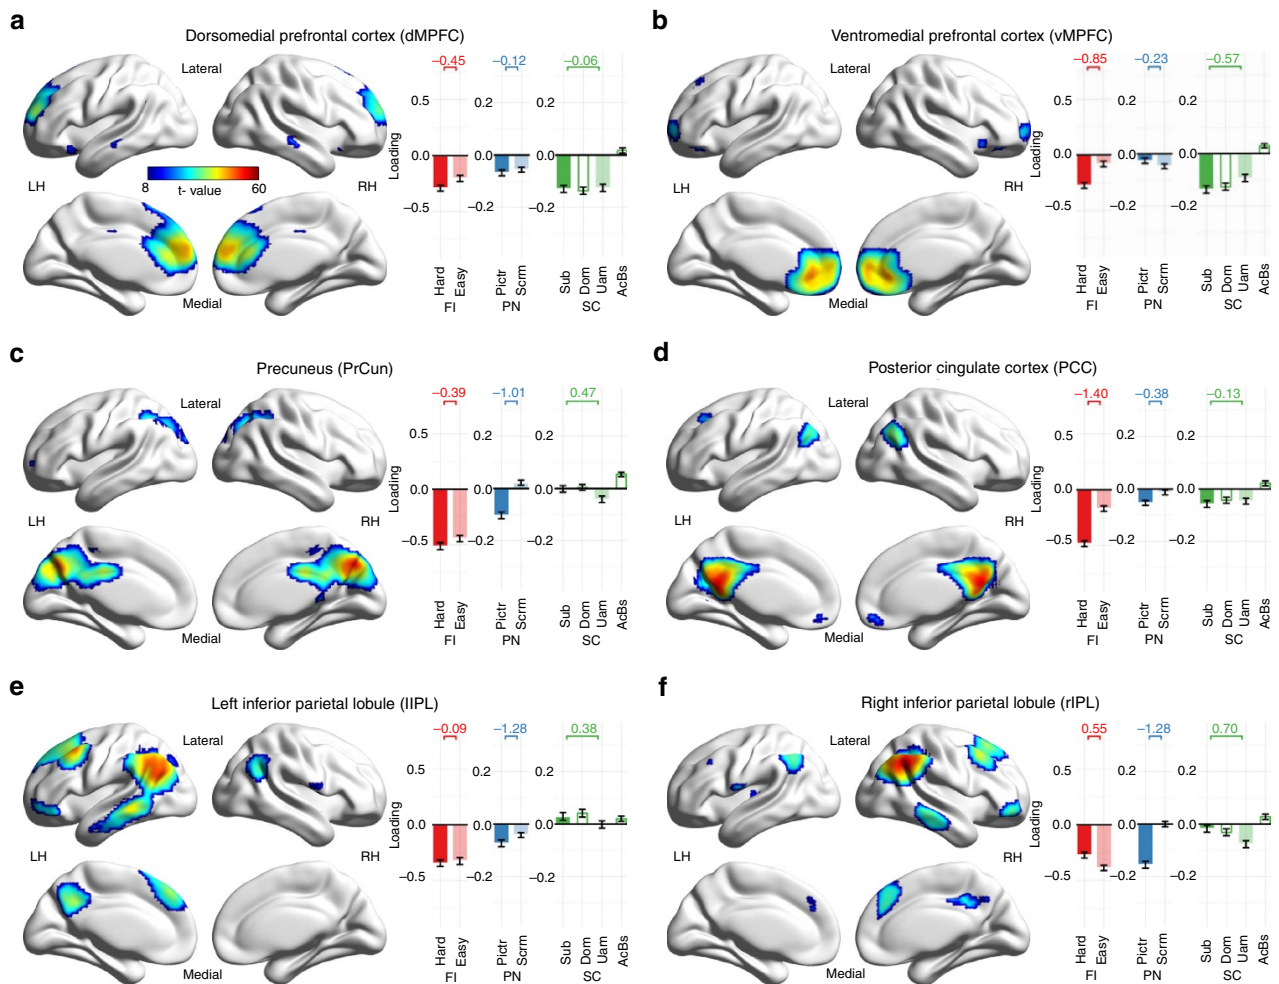 a
Dorsomedial prefrontal cortex (dMPFC)
Lateral
LH
RH
8 t- value 60
Medial
−0.45 −0.12 −0.06
0.5 0.2 0.2
Loading
0.0 0.0 0.0
−0.5 −0.2 −0.2
Hard Easy Pictr Scrm Sub Dom Uam AcBs
FI PN SC
b
Ventromedial prefrontal cortex (vMPFC)
Lateral
LH
RH
Medial
−0.85 −0.23 −0.57
0.5 0.2 0.2
Loading
0.0 0.0 0.0
−0.5 −0.2 −0.2
Hard Easy Pictr Scrm Sub Dom Uam AcBs
FI PN SC
c
Precuneus (PrCun)
Lateral
LH
RH
Medial
−0.39 −1.01 0.47
0.5 0.2 0.2
Loading
0.0 0.0 0.0
−0.5 −0.2 −0.2
Hard Easy Pictr Scrm Sub Dom Uam AcBs
FI PN SC
d
Posterior cingulate cortex (PCC)
Lateral
LH
RH
Medial
−1.40 −0.38 −0.13
0.5 0.2 0.2
Loading
0.0 0.0 0.0
−0.5 −0.2 −0.2
Hard Easy Pictr Scrm Sub Dom Uam AcBs
FI PN SC
e
Left inferior parietal lobule (lIPL)
Lateral
LH
RH
Medial
−0.09 −1.28 0.38
0.5 0.2 0.2
Loading
0.0 0.0 0.0
−0.5 −0.2 −0.2
Hard Easy Pictr Scrm Sub Dom Uam AcBs
FI PN SC
f
Right inferior parietal lobule (rIPL)
Lateral
LH
RH
Medial
0.55 −1.28 0.70
0.5 0.2 0.2
Loading
0.0 0.0 0.0
−0.5 −0.2 −0.2
Hard Easy Pictr Scrm Sub Dom Uam AcBs
FI PN SC